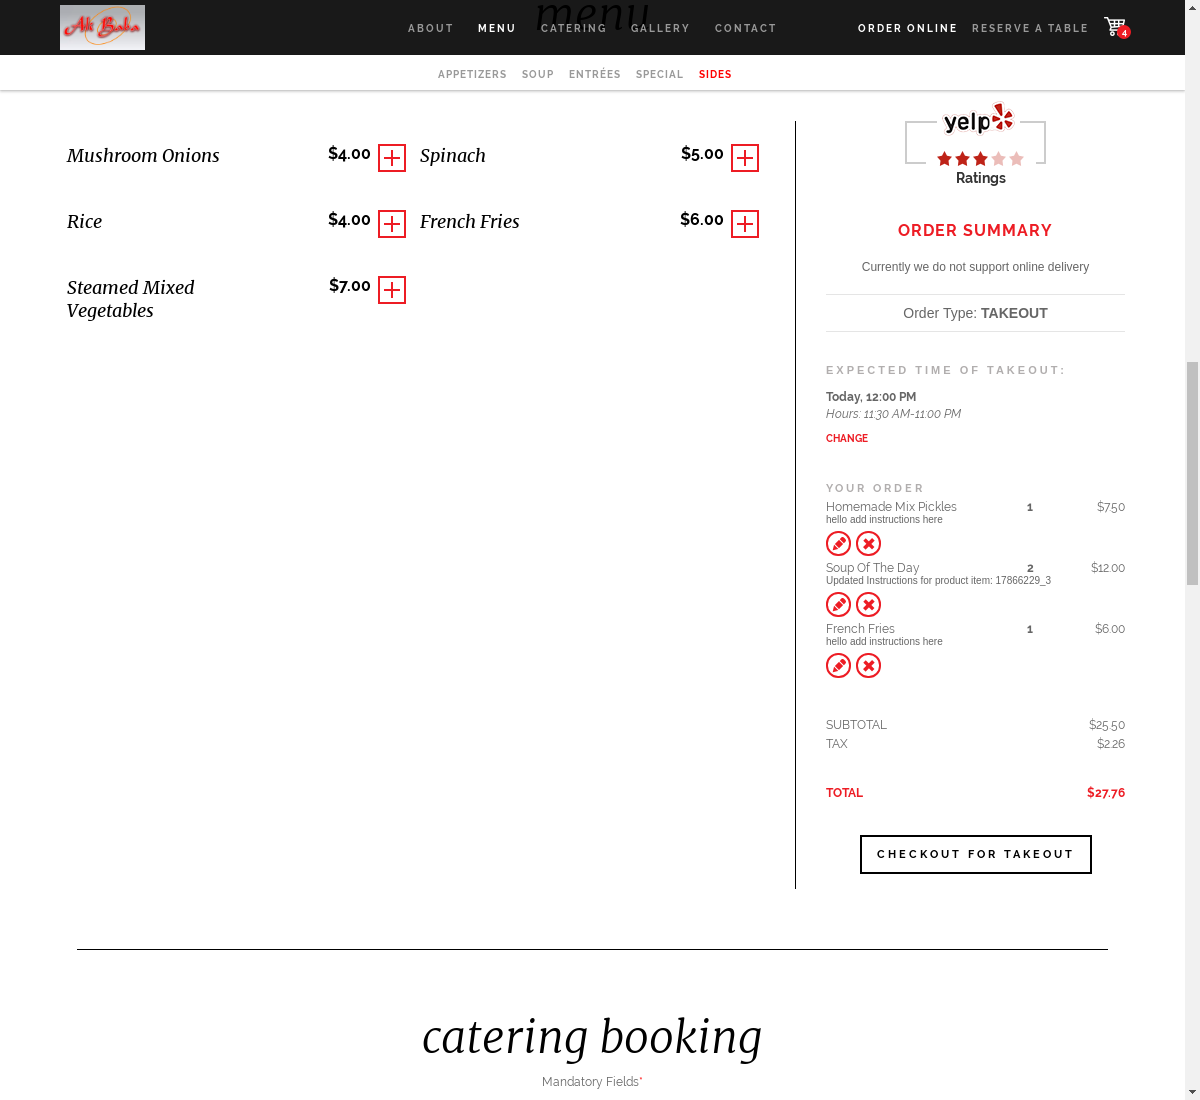 menu
Ali Baba
ABOUT MENU CATERING GALLERY CONTACT ORDER ONLINE RESERVE A TABLE 4
APPETIZERS SOUP ENTRÉES SPECIAL SIDES
Mushroom Onions $4.00
Spinach $5.00
Rice $4.00
French Fries $6.00
Steamed Mixed
Vegetables $7.00
yelp
Ratings
ORDER SUMMARY
Currently we do not support online delivery
Order Type: TAKEOUT
EXPECTED TIME OF TAKEOUT:
Today, 12:00 PM
Hours: 11:30 AM-11:00 PM
CHANGE
YOUR ORDER
Homemade Mix Pickles 1 $7.50
hello add instructions here
Soup Of The Day 2 $12.00
Updated Instructions for product item: 17866229_3
French Fries 1 $6.00
hello add instructions here
SUBTOTAL $25.50
TAX $2.26
TOTAL $27.76
CHECKOUT FOR TAKEOUT
catering booking
Mandatory Fields*